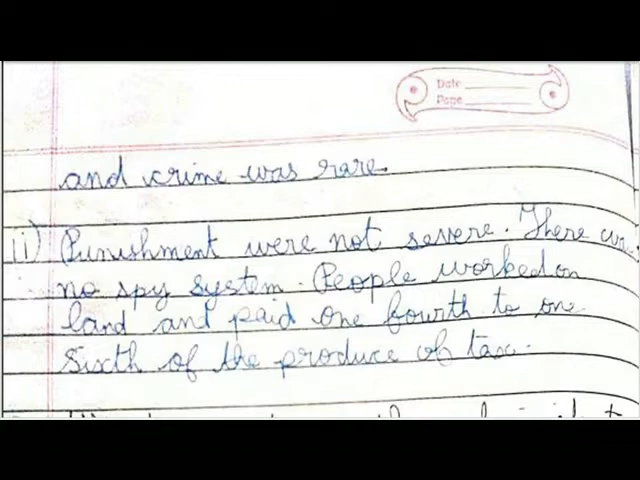 Date
Page
and crime was rare.
ii) Punishment were not severe. There
no spy system. People worked on
land and paid one fourth to one
Sixth of the produce of tax.